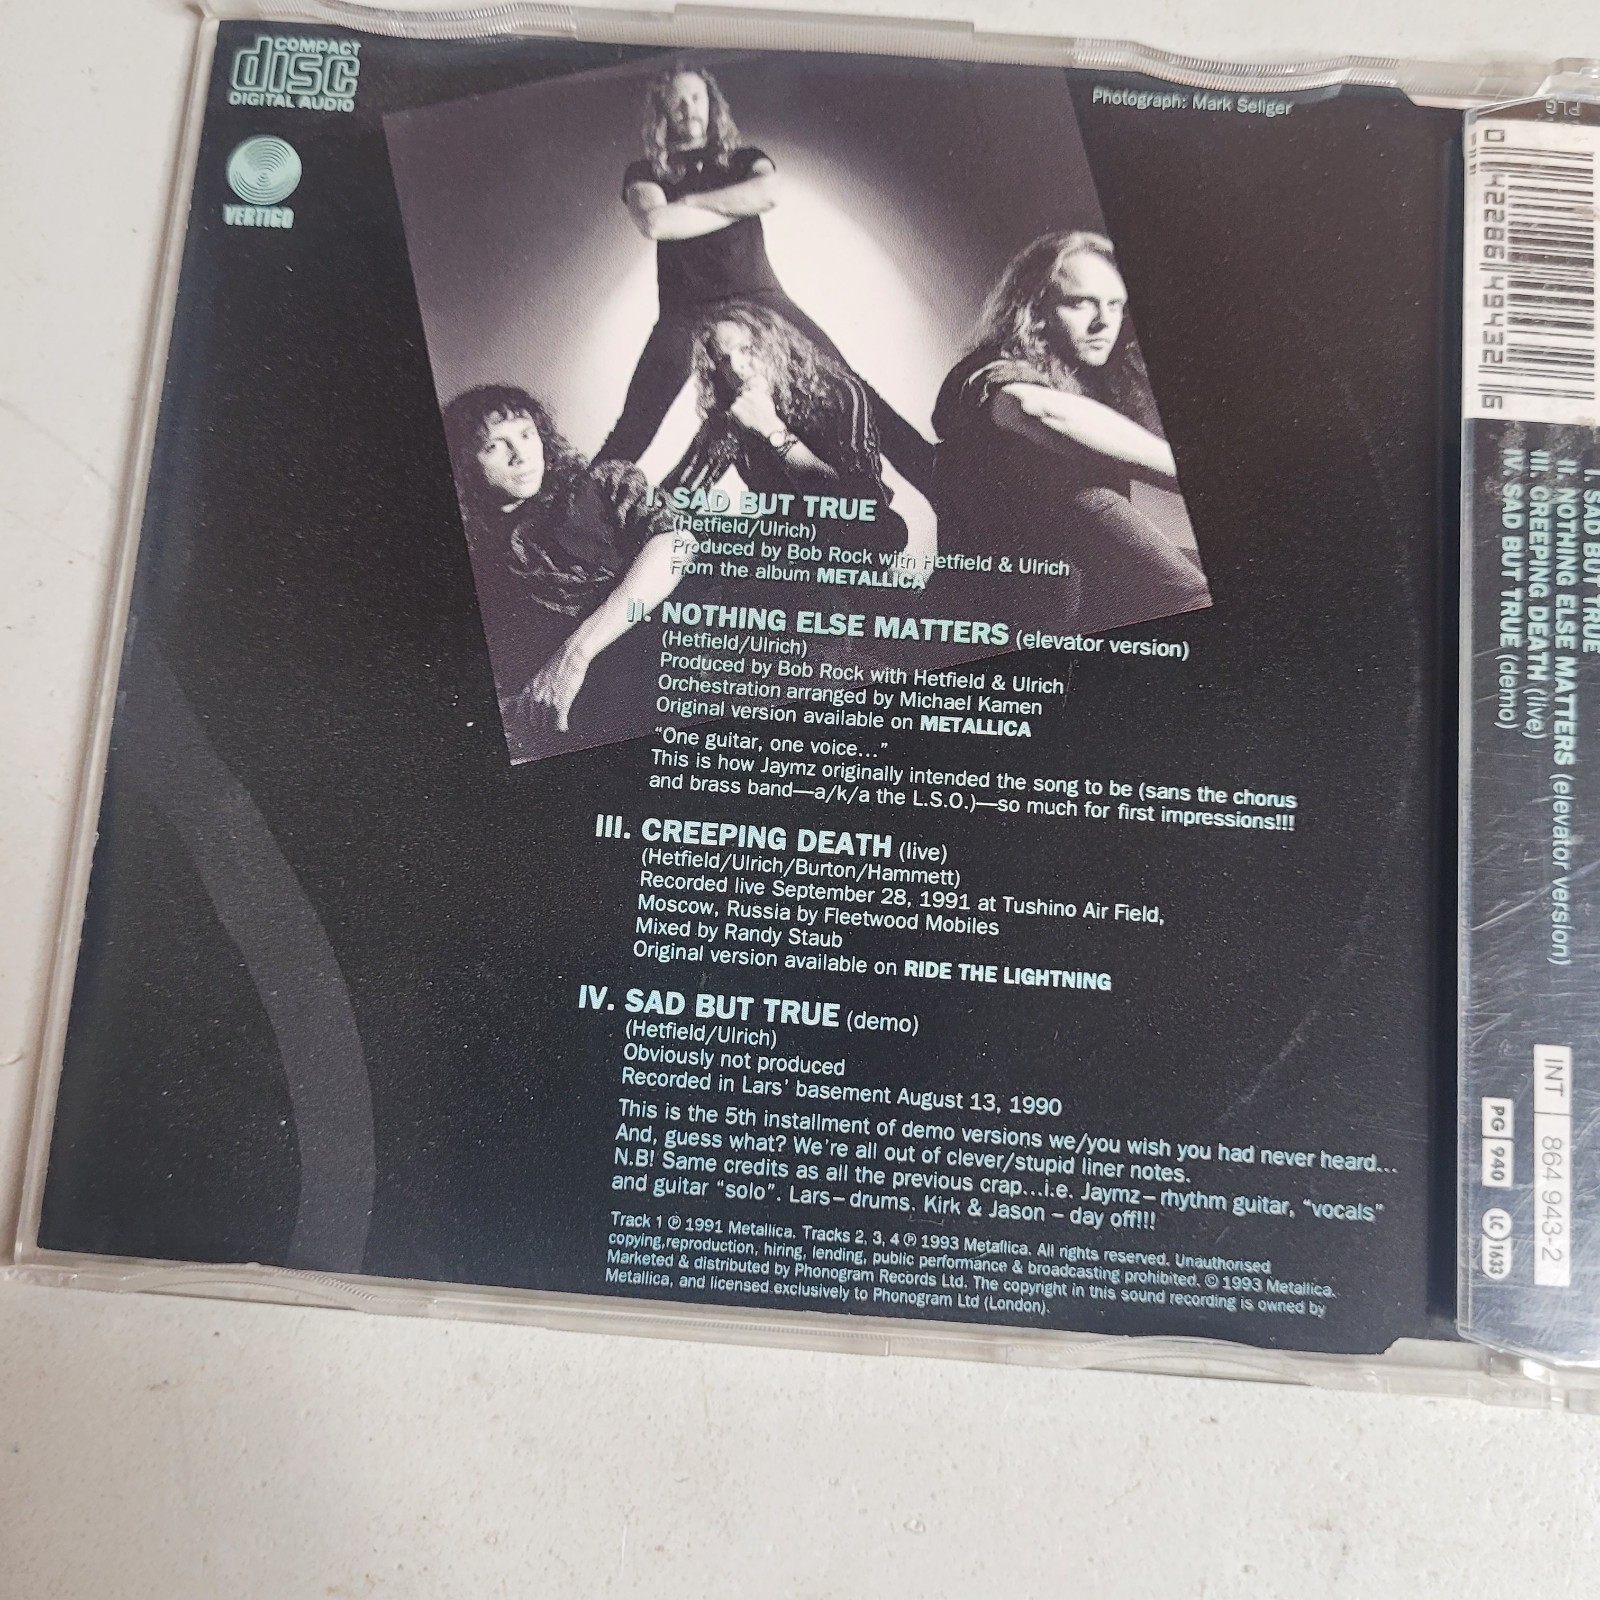 COMPACT
disc
DIGITAL AUDIO
VERTIGO
Photograph: Mark Seliger
I. SAD BUT TRUE
(Hetfield/Ulrich)
Produced by Bob Rock with Hetfield & Ulrich
From the album METALLICA
II. NOTHING ELSE MATTERS (elevator version)
(Hetfield/Ulrich)
Produced by Bob Rock with Hetfield & Ulrich
Orchestration arranged by Michael Kamen
Original version available on METALLICA
“One guitar, one voice...”
This is how Jaymz originally intended the song to be (sans the chorus
and brass band—a/k/a the L.S.O.)—so much for first impressions!!!
III. CREEPING DEATH (live)
(Hetfield/Ulrich/Burton/Hammett)
Recorded live September 28, 1991 at Tushino Air Field,
Moscow, Russia by Fleetwood Mobiles
Mixed by Randy Staub
Original version available on RIDE THE LIGHTNING
IV. SAD BUT TRUE (demo)
(Hetfield/Ulrich)
Obviously not produced
Recorded in Lars' basement August 13, 1990
This is the 5th installment of demo versions we/you wish you had never heard...
And, guess what? We're all out of clever/stupid liner notes.
N.B! Same credits as all the previous crap...i.e. Jaymz – rhythm guitar, “vocals”
and guitar “solo”. Lars – drums. Kirk & Jason – day off!!!
Track 1 ℗ 1991 Metallica. Tracks 2, 3, 4 ℗ 1993 Metallica. All rights reserved. Unauthorised
copying,reproduction, hiring, lending, public performance & broadcasting prohibited. © 1993 Metallica.
Marketed & distributed by Phonogram Records Ltd. The copyright in this sound recording is owned by
Metallica, and licensed exclusively to Phonogram Ltd (London).
PLG
0 42286 49432 6
I. SAD BUT TRUE
II. NOTHING ELSE MATTERS (elevator version)
III. CREEPING DEATH (live)
IV. SAD BUT TRUE (demo)
INT 864 943-2
PG 940
LC 1633